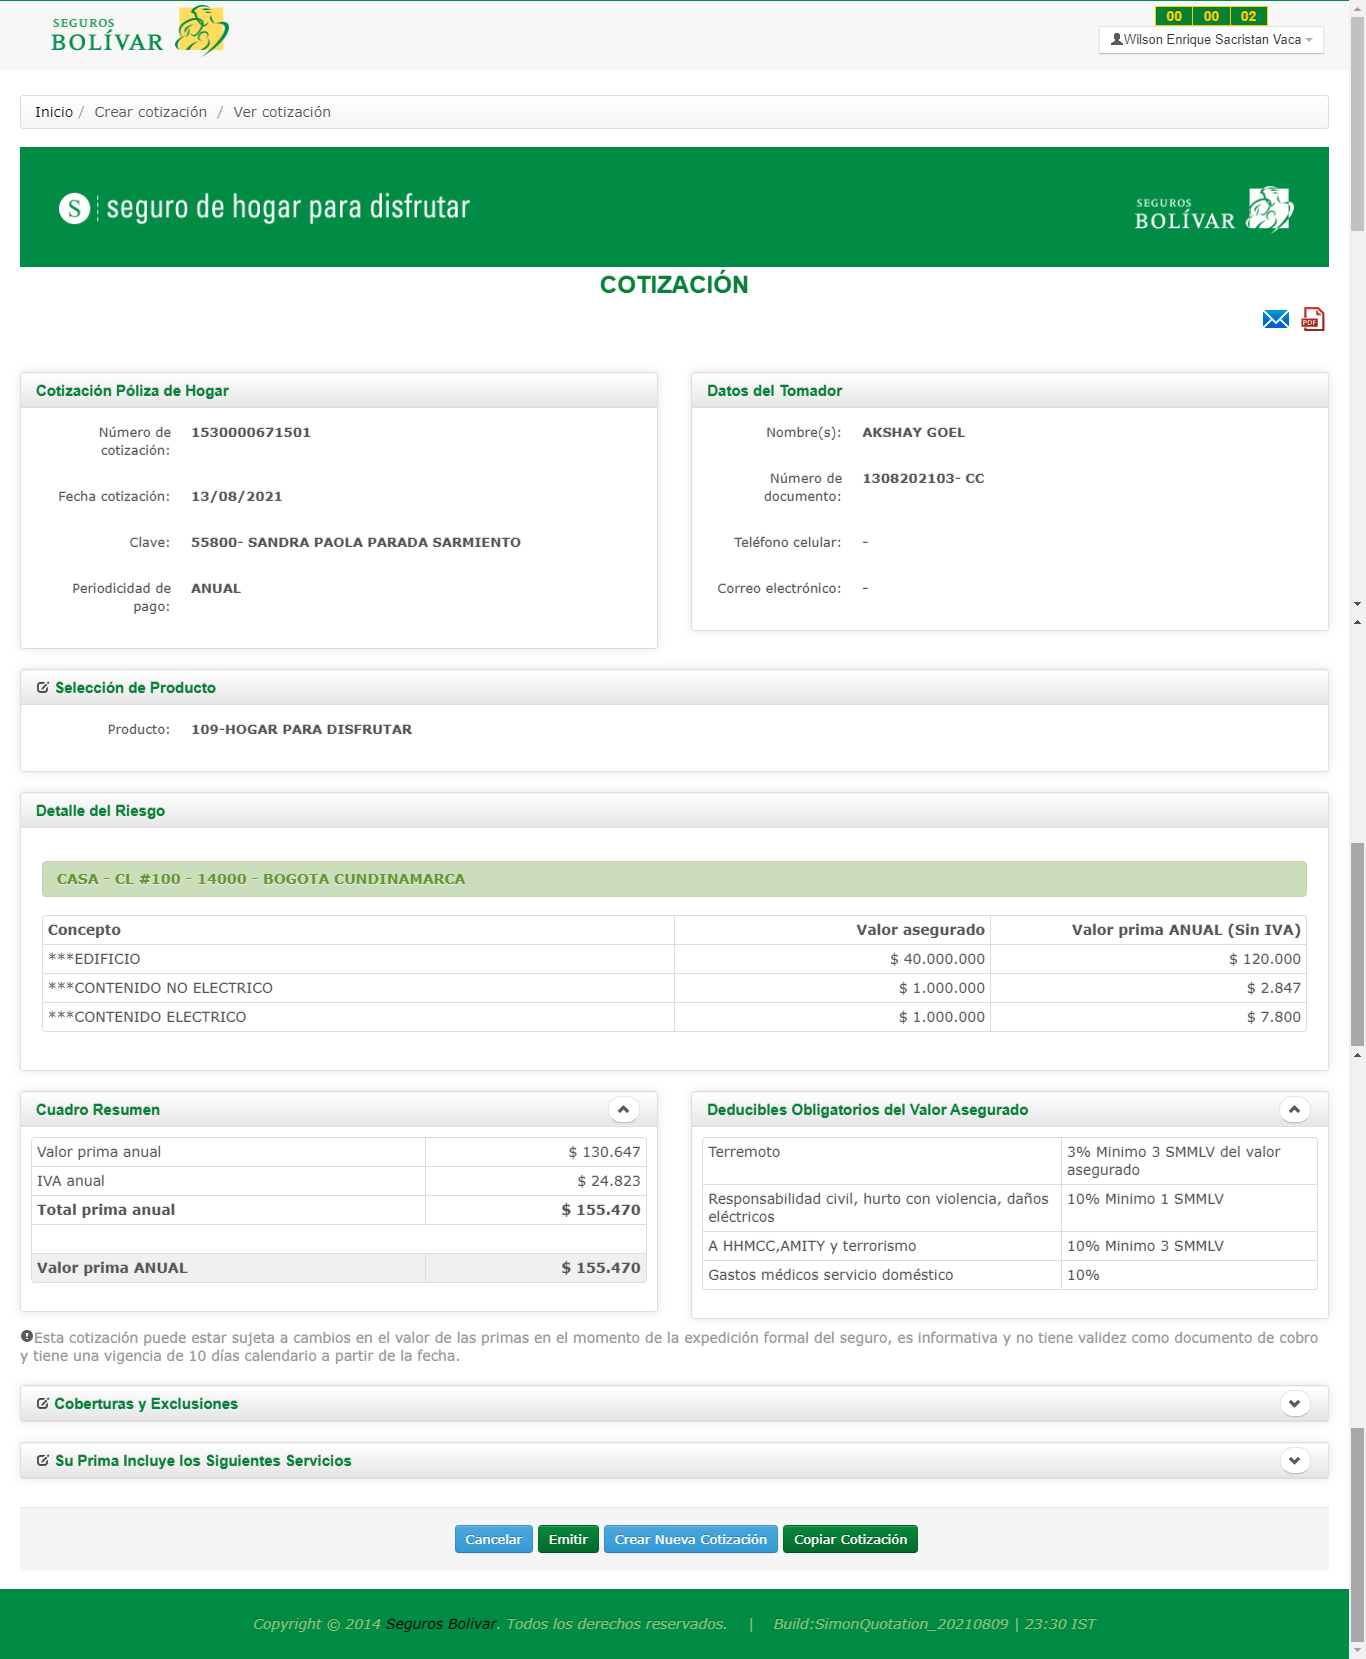 SEGUROS
BOLÍVAR
00 00 02
Wilson Enrique Sacristan Vaca
Inicio / Crear cotización / Ver cotización
S seguro de hogar para disfrutar
SEGUROS
BOLÍVAR
COTIZACIÓN
PDF
Cotización Póliza de Hogar
Número de
cotización:
1530000671501
Fecha cotización: 13/08/2021
Clave: 55800- SANDRA PAOLA PARADA SARMIENTO
Periodicidad de
pago:
ANUAL
Datos del Tomador
Nombre(s): AKSHAY GOEL
Número de
documento:
1308202103- CC
Teléfono celular: -
Correo electrónico: -
Selección de Producto
Producto: 109-HOGAR PARA DISFRUTAR
Detalle del Riesgo
CASA - CL #100 - 14000 - BOGOTA CUNDINAMARCA
Concepto Valor asegurado Valor prima ANUAL (Sin IVA)
***EDIFICIO $ 40.000.000 $ 120.000
***CONTENIDO NO ELECTRICO $ 1.000.000 $ 2.847
***CONTENIDO ELECTRICO $ 1.000.000 $ 7.800
Cuadro Resumen
Valor prima anual $ 130.647
IVA anual $ 24.823
Total prima anual $ 155.470
Valor prima ANUAL $ 155.470
Deducibles Obligatorios del Valor Asegurado
Terremoto 3% Minimo 3 SMMLV del valor
asegurado
Responsabilidad civil, hurto con violencia, daños
eléctricos
10% Minimo 1 SMMLV
A HHMCC,AMITY y terrorismo 10% Minimo 3 SMMLV
Gastos médicos servicio doméstico 10%
Esta cotización puede estar sujeta a cambios en el valor de las primas en el momento de la expedición formal del seguro, es informativa y no tiene validez como documento de cobro
y tiene una vigencia de 10 días calendario a partir de la fecha.
Coberturas y Exclusiones
Su Prima Incluye los Siguientes Servicios
Cancelar Emitir Crear Nueva Cotización Copiar Cotización
Copyright © 2014 Seguros Bolivar. Todos los derechos reservados. | Build:SimonQuotation_20210809 | 23:30 IST